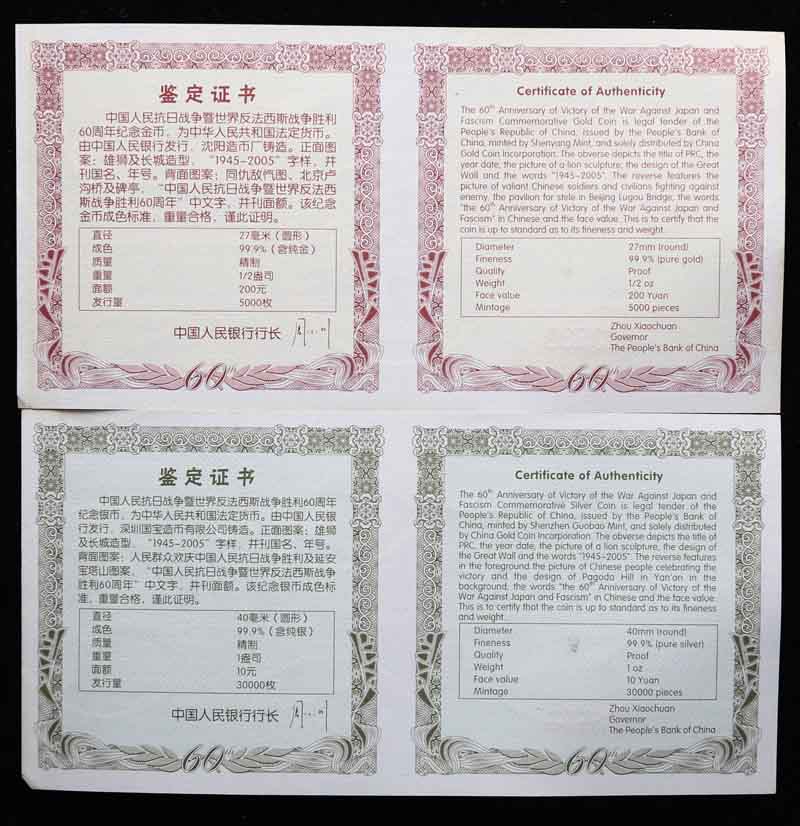 鉴定证书
中国人民抗日战争暨世界反法西斯战争胜利
60周年纪念金币，为中华人民共和国法定货币。
由中国人民银行发行，沈阳造币厂铸造。正面图
案：雄狮及长城造型，"1945-2005"字样，并
刊国名、年号。背面图案：同仇敌忾图、北京卢
沟桥及碑亭，"中国人民抗日战争暨世界反法西
斯战争胜利60周年"中文字，并刊面额。该纪念
金币成色标准，重量合格，谨此证明。
直径 27毫米（圆形）
成色 99.9%（含纯金）
质量 精制
重量 1/2盎司
面额 200元
发行量 5000枚
中国人民银行行长
60th
Certificate of Authenticity
The 60th Anniversary of Victory of the War Against Japan and
Fascism Commemorative Gold Coin is legal tender of the
People's Republic of China, issued by the People's Bank of
China, minted by Shenyang Mint, and solely distributed by China
Gold Coin Incorporation. The obverse depicts the title of PRC, the
year date, the picture of a lion sculpture, the design of the Great
Wall and the words "1945-2005". The reverse features the
picture of valiant Chinese soldiers and civilians fighting against
enemy, the pavilion for stele in Beijing Lugou Bridge, the words
"the 60th Anniversary of Victory of the War Against Japan and
Fascism" in Chinese and the face value. This is to certify that the
coin is up to standard as to its fineness and weight.
Diameter 27mm (round)
Fineness 99.9% (pure gold)
Quality Proof
Weight 1/2 oz
Face value 200 Yuan
Mintage 5000 pieces
Zhou Xiaochuan
Governor
The People's Bank of China
60th
鉴定证书
中国人民抗日战争暨世界反法西斯战争胜利60周年
纪念银币，为中华人民共和国法定货币。由中国人民银
行发行，深圳国宝造币有限公司铸造。正面图案：雄狮
及长城造型，"1945-2005"字样，并刊国名、年号。
背面图案：人民群众欢庆中国人民抗日战争胜利及延安
宝塔山图案，"中国人民抗日战争暨世界反法西斯战争
胜利60周年"中文字，并刊面额。该纪念银币成色标
准，重量合格，谨此证明。
直径 40毫米（圆形）
成色 99.9%（含纯银）
质量 精制
重量 1盎司
面额 10元
发行量 30000枚
中国人民银行行长
60th
Certificate of Authenticity
The 60th Anniversary of Victory of the War Against Japan and
Fascism Commemorative Silver Coin is legal tender of the
People's Republic of China, issued by the People's Bank of
China, minted by Shenzhen Guobao Mint, and solely distributed
by China Gold Coin Incorporation. The obverse depicts the title of
PRC, the year date, the picture of a lion sculpture, the design of
the Great Wall and the words "1945-2005". The reverse features
in the foreground the picture of Chinese people celebrating the
victory and the design of Pagoda Hill in Yan'an in the
background, the words "the 60th Anniversary of Victory of the
War Against Japan and Fascism" in Chinese and the face value.
This is to certify that the coin is up to standard as to its fineness
and weight.
Diameter 40mm (round)
Fineness 99.9% (pure silver)
Quality Proof
Weight 1 oz
Face value 10 Yuan
Mintage 30000 pieces
Zhou Xiaochuan
Governor
The People's Bank of China
60th